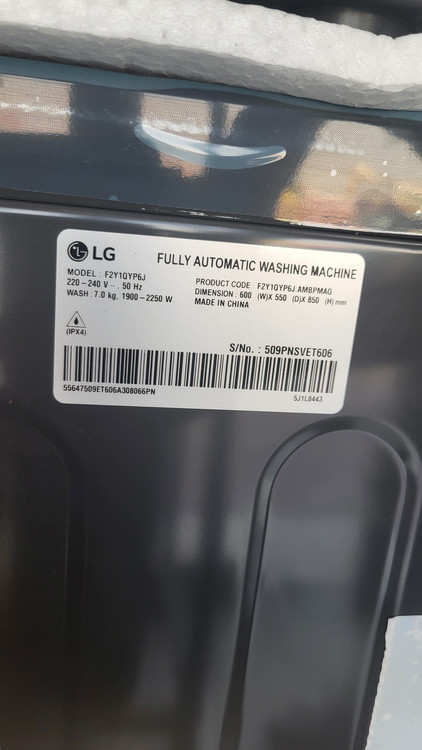 LG
FULLY AUTOMATIC WASHING MACHINE
MODEL : F2Y1QYP6J
220 - 240 V ~ , 50 Hz
WASH : 7.0 kg, 1900 - 2250 W
PRODUCT CODE : F2Y1QYP6J.AMBPMAO
DIMENSION : 600 (W)X 550 (D)X 850 (H) mm
MADE IN CHINA
(IPX4)
S/No. : 509PNSVET606
55647509ET606A308066PN
5J1L8443